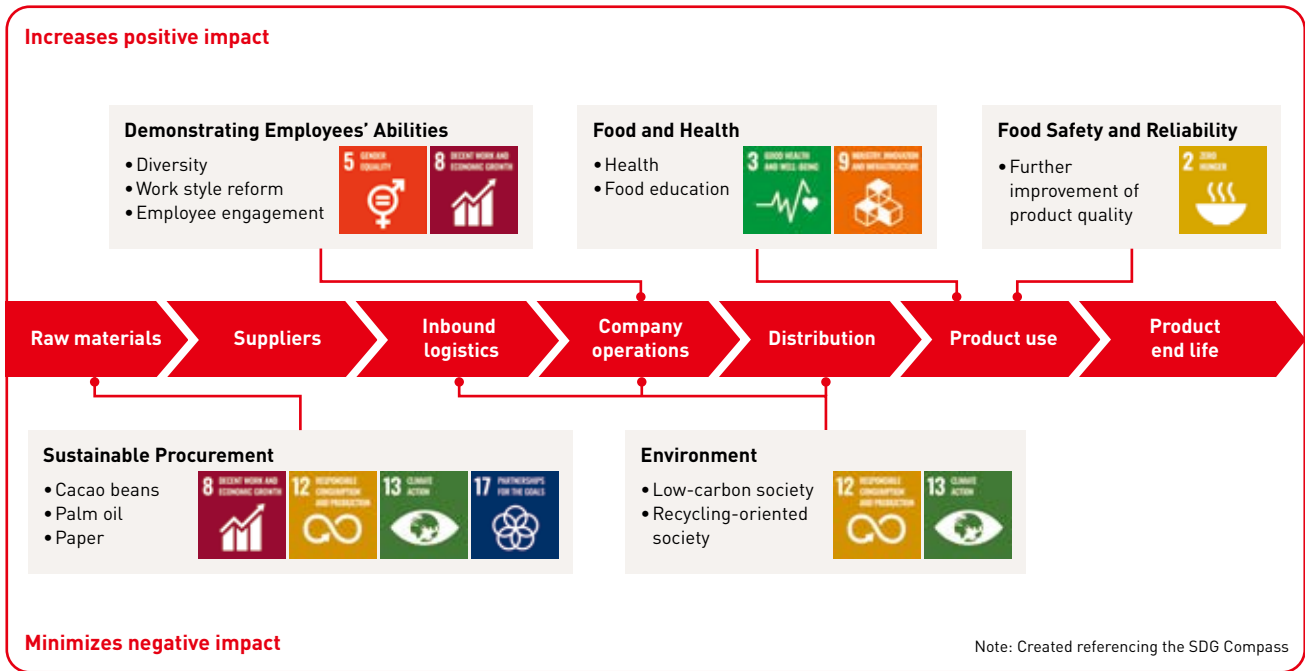 Increases positive impact
Demonstrating Employees' Abilities
• Diversity
• Work style reform
• Employee engagement
5 GENDER
EQUALITY
8 DECENT WORK AND
ECONOMIC GROWTH
Food and Health
• Health
• Food education
3 GOOD HEALTH
AND WELL-BEING
9 INDUSTRY, INNOVATION
AND INFRASTRUCTURE
Food Safety and Reliability
• Further
improvement of
product quality
2 ZERO
HUNGER
Raw materials
Suppliers
Inbound
logistics
Company
operations
Distribution
Product use
Product
end life
Sustainable Procurement
• Cacao beans
• Palm oil
• Paper
8 DECENT WORK AND
ECONOMIC GROWTH
12 RESPONSIBLE
CONSUMPTION
AND PRODUCTION
13 CLIMATE
ACTION
17 PARTNERSHIPS
FOR THE GOALS
Environment
• Low-carbon society
• Recycling-oriented
society
12 RESPONSIBLE
CONSUMPTION
AND PRODUCTION
13 CLIMATE
ACTION
Minimizes negative impact
Note: Created referencing the SDG Compass